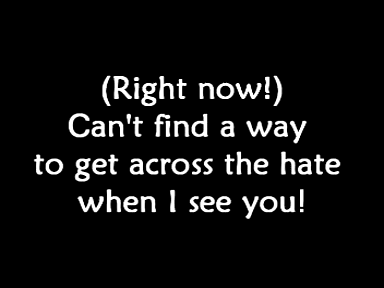 (Right now!)
Can't find a way
to get across the hate
when I see you!